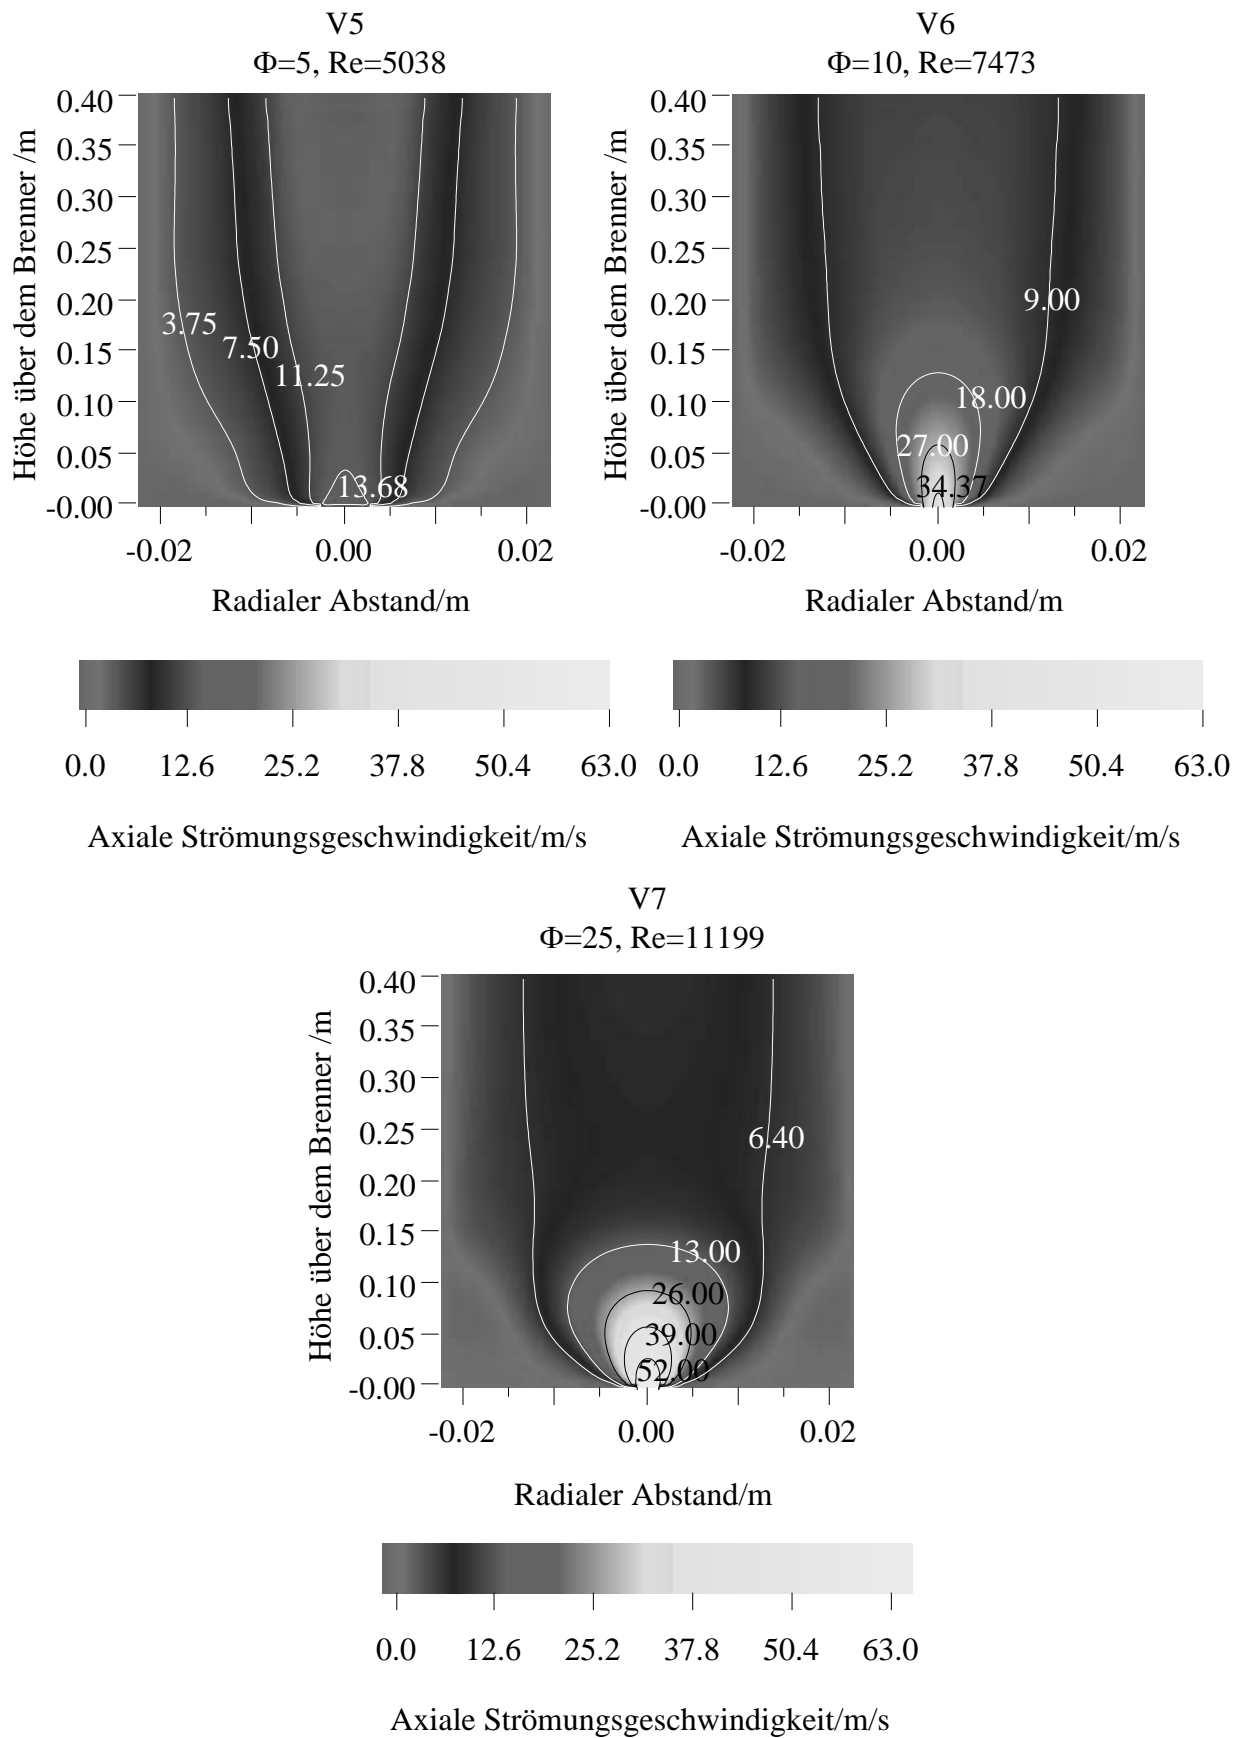 V5
Φ=5, Re=5038
Höhe über dem Brenner /m
0.40
0.35
0.30
0.25
0.20
0.15
0.10
0.05
-0.00
3.75
7.50
11.25
13.68
-0.02 0.00 0.02
Radialer Abstand/m
0.0 12.6 25.2 37.8 50.4 63.0
Axiale Strömungsgeschwindigkeit/m/s
V6
Φ=10, Re=7473
Höhe über dem Brenner /m
0.40
0.35
0.30
0.25
0.20
0.15
0.10
0.05
-0.00
9.00
18.00
27.00
34.37
-0.02 0.00 0.02
Radialer Abstand/m
0.0 12.6 25.2 37.8 50.4 63.0
Axiale Strömungsgeschwindigkeit/m/s
V7
Φ=25, Re=11199
Höhe über dem Brenner /m
0.40
0.35
0.30
0.25
0.20
0.15
0.10
0.05
-0.00
6.40
13.00
26.00
39.00
52.00
-0.02 0.00 0.02
Radialer Abstand/m
0.0 12.6 25.2 37.8 50.4 63.0
Axiale Strömungsgeschwindigkeit/m/s